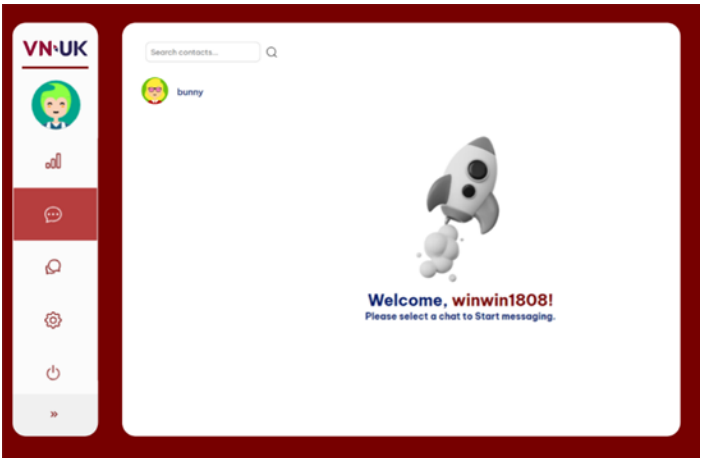 VN-UK
Search contacts...
bunny
Welcome, winwin1808!
Please select a chat to Start messaging.